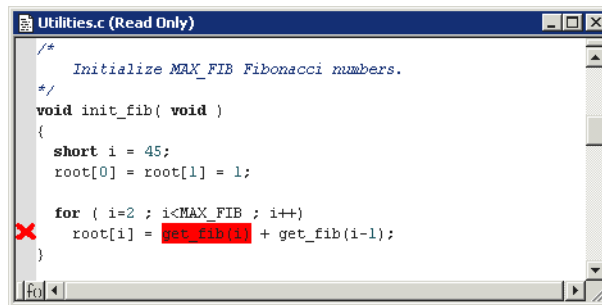 Utilities.c (Read Only)
/*
Initialize MAX_FIB Fibonacci numbers.
*/
void init_fib( void )
{
short i = 45;
root[0] = root[1] = 1;
for ( i=2 ; i<MAX_FIB ; i++)
root[i] = get_fib(i) + get_fib(i-1);
}
f()